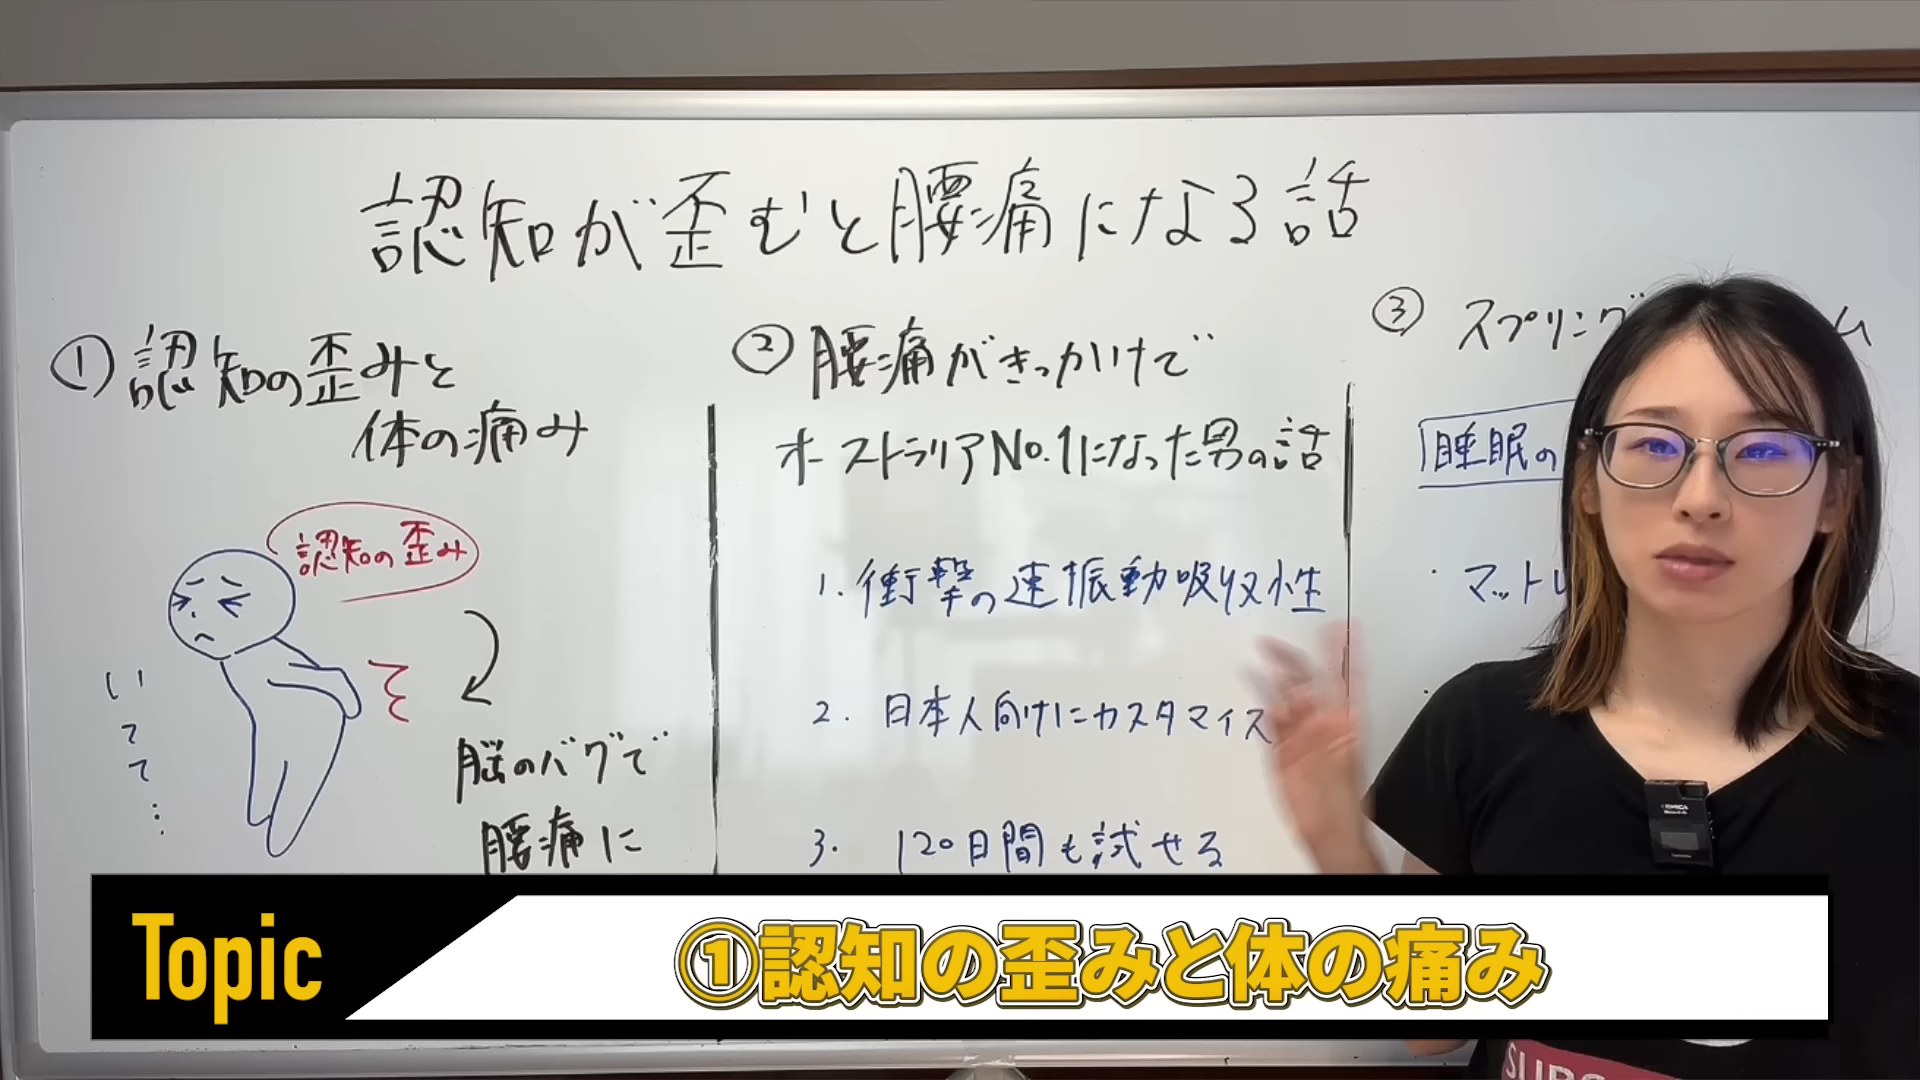 認知が歪むと腰痛になる話
①認知の歪みと
体の痛み
認知の歪み
いててて…
脳のバグで
腰痛に
②腰痛がきっかけで
オーストラリアNo.1になった男の話
1. 衝撃の速振動吸収性
2. 日本人向けにカスタマイズ
3. 120日間も試せる
③ スプリング
ム
「睡眠の
・マットレ
Topic
①認知の歪みと体の痛み